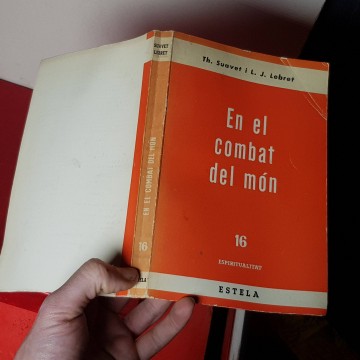 Th. Suavet i L. J. Lebret
En el
combat
del món
16
ESPIRITUALITAT
ESTELA
SUAVET
LEBRET
EN EL COMBAT DEL MÓN
16
ESTELA